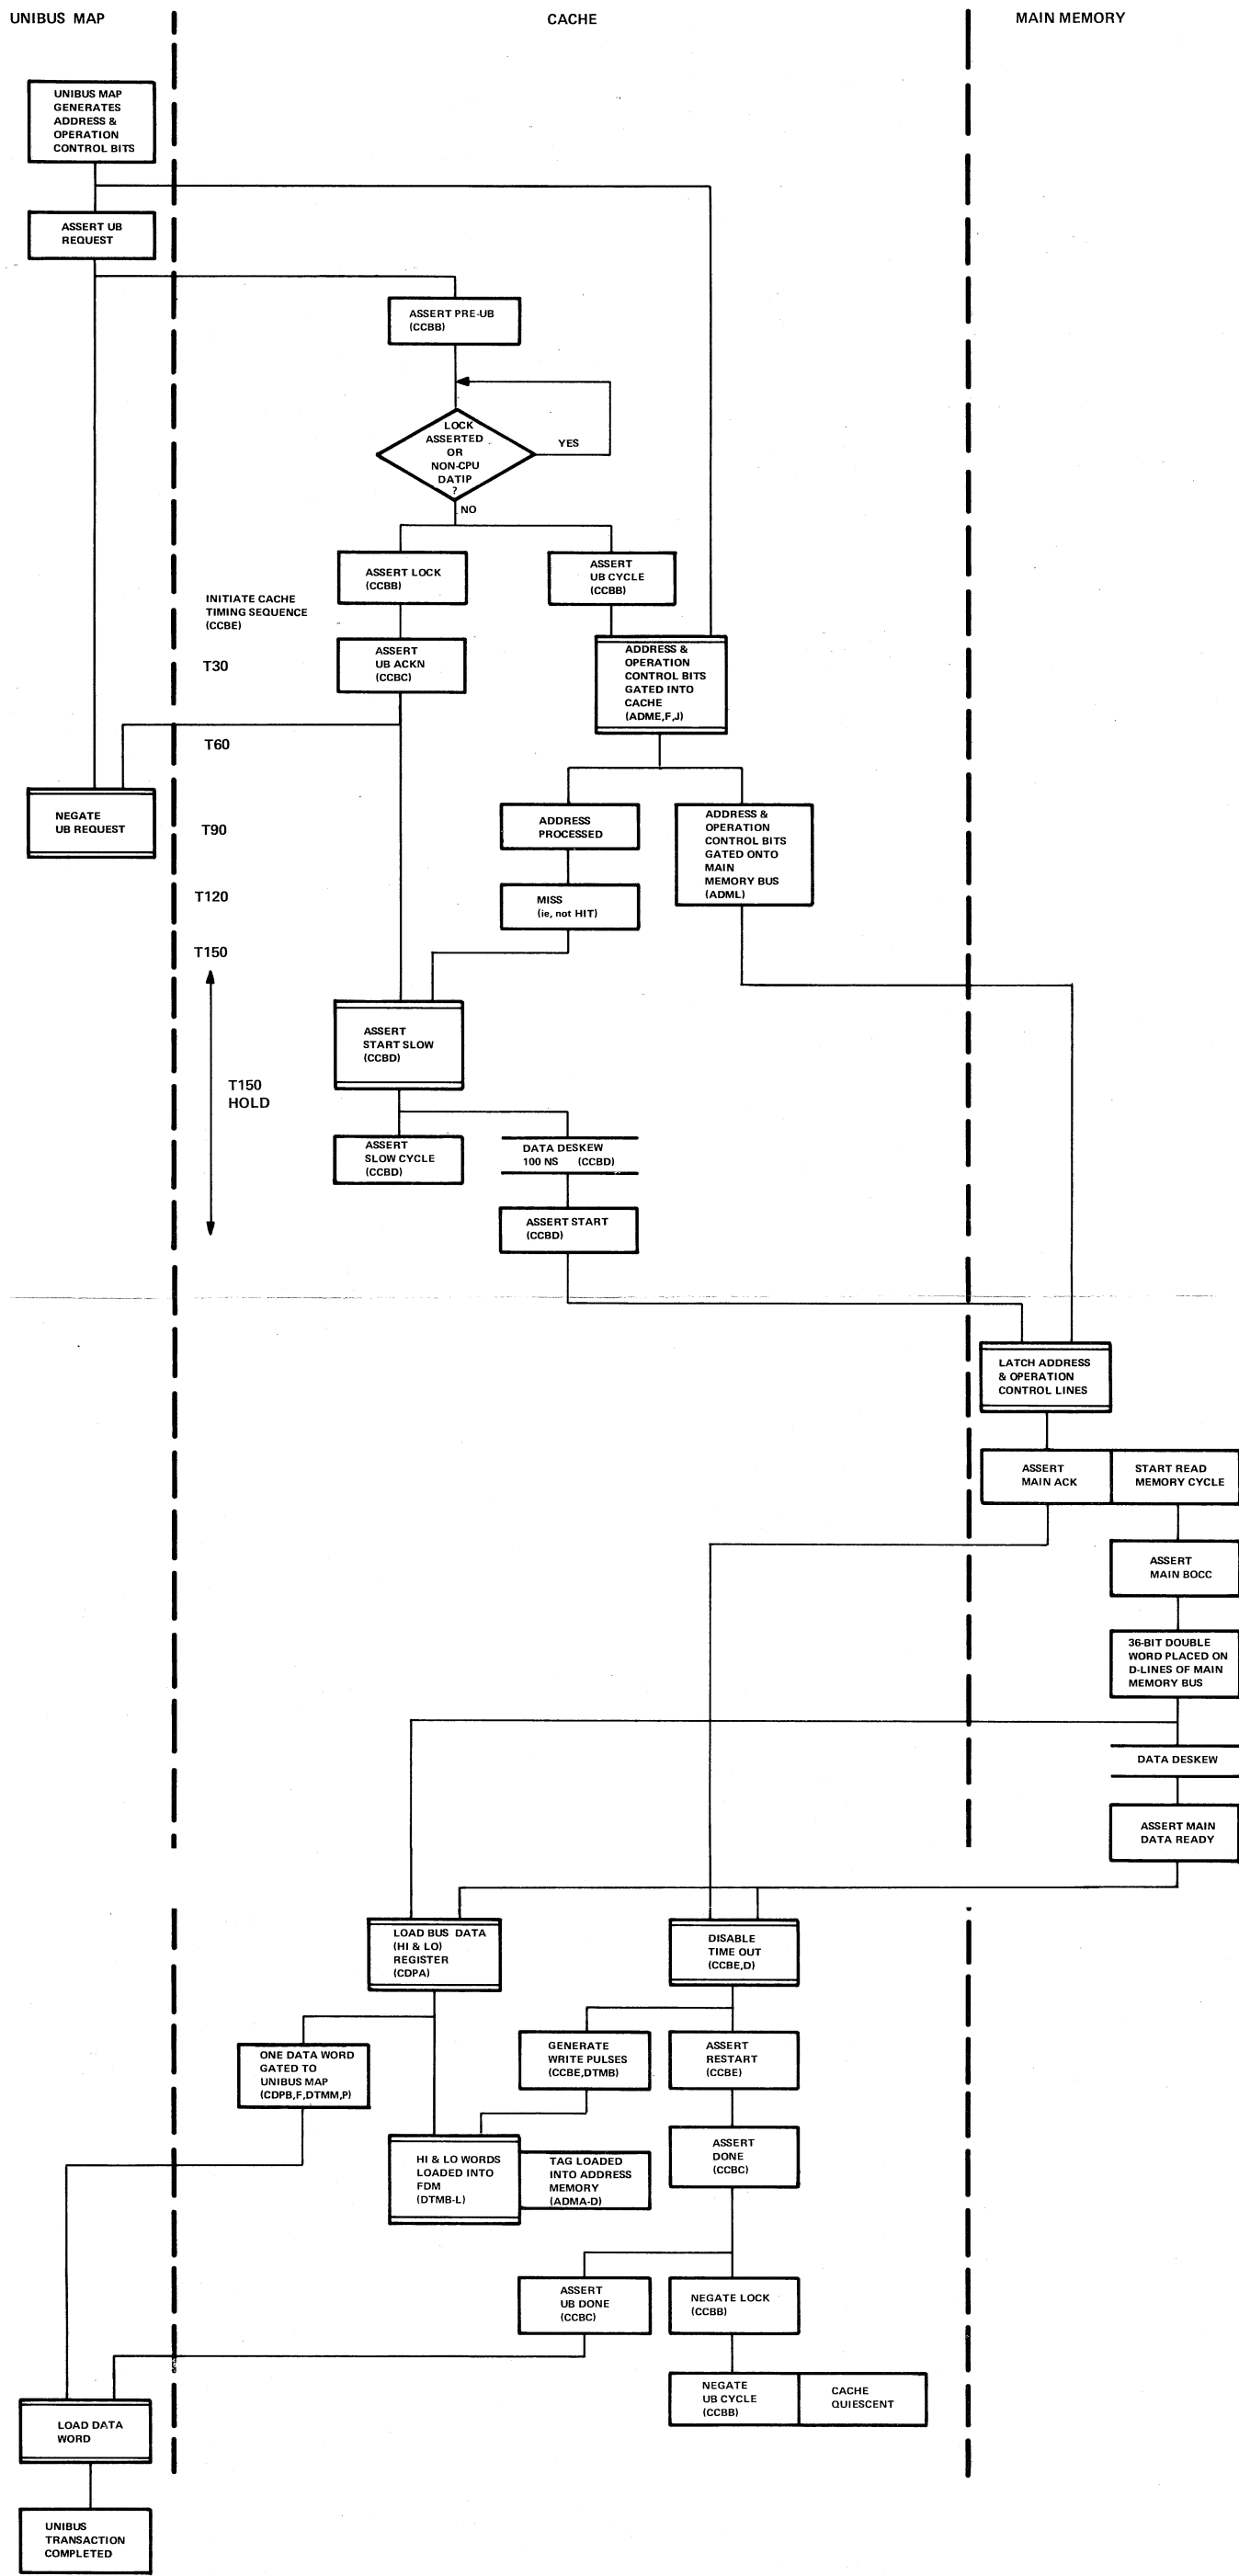 UNIBUS MAP
CACHE
MAIN MEMORY
UNIBUS MAP
GENERATES
ADDRESS &
OPERATION
CONTROL BITS
ASSERT UB
REQUEST
ASSERT PRE-UB
(CCBB)
LOCK
ASSERTED
OR
NON-CPU
DATIP
?
YES
NO
ASSERT LOCK
(CCBB)
ASSERT
UB CYCLE
(CCBB)
INITIATE CACHE
TIMING SEQUENCE
(CCBE)
T30
ASSERT
UB ACKN
(CCBC)
ADDRESS &
OPERATION
CONTROL BITS
GATED INTO
CACHE
(ADME,F,J)
T60
NEGATE
UB REQUEST
T90
ADDRESS
PROCESSED
ADDRESS &
OPERATION
CONTROL BITS
GATED ONTO
MAIN
MEMORY BUS
(ADML)
T120
MISS
(ie, not HIT)
T150
ASSERT
START SLOW
(CCBD)
T150
HOLD
ASSERT
SLOW CYCLE
(CCBD)
DATA DESKEW
100 NS (CCBD)
ASSERT START
(CCBD)
LATCH ADDRESS
& OPERATION
CONTROL LINES
ASSERT
MAIN ACK
START READ
MEMORY CYCLE
ASSERT
MAIN BOCC
36-BIT DOUBLE
WORD PLACED ON
D-LINES OF MAIN
MEMORY BUS
DATA DESKEW
ASSERT MAIN
DATA READY
LOAD BUS DATA
(HI & LO)
REGISTER
(CDPA)
DISABLE
TIME OUT
(CCBE,D)
ONE DATA WORD
GATED TO
UNIBUS MAP
(CDPB,F,DTMM,P)
GENERATE
WRITE PULSES
(CCBE,DTMB)
ASSERT
RESTART
(CCBE)
HI & LO WORDS
LOADED INTO
FDM
(DTMB-L)
TAG LOADED
INTO ADDRESS
MEMORY
(ADMA-D)
ASSERT
DONE
(CCBC)
ASSERT
UB DONE
(CCBC)
NEGATE LOCK
(CCBB)
NEGATE
UB CYCLE
(CCBB)
CACHE
QUIESCENT
LOAD DATA
WORD
UNIBUS
TRANSACTION
COMPLETED